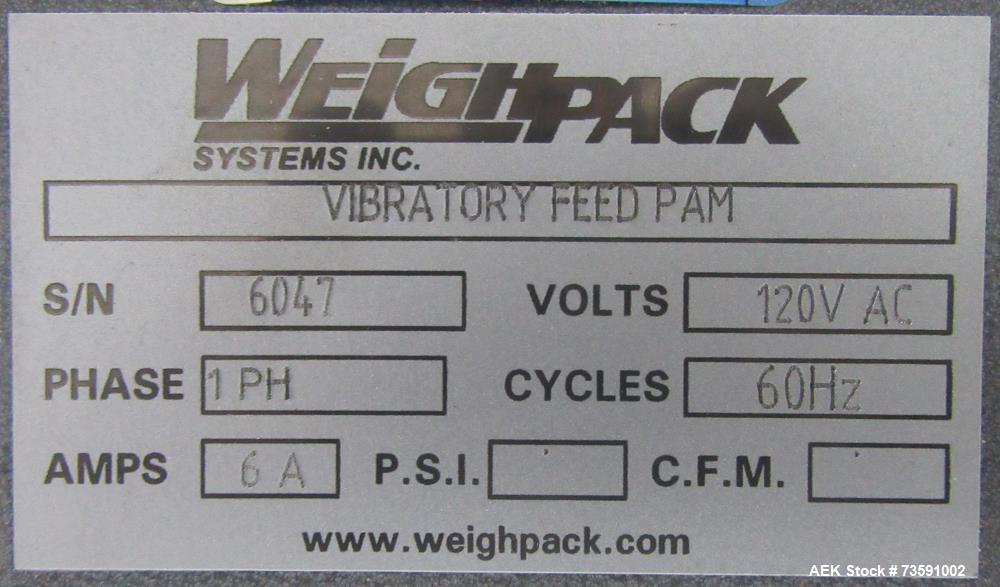 WEIGHPACK
SYSTEMS INC.
VIBRATORY FEED PAM
S/N 6047 VOLTS 120V AC
PHASE 1 PH CYCLES 60Hz
AMPS 6 A P.S.I. C.F.M.
www.weighpack.com
AEK Stock # 73591002